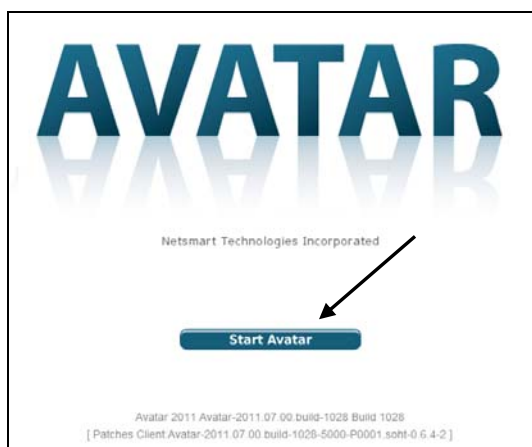 AVATAR
Netsmart Technologies Incorporated
Start Avatar
Avatar 2011 Avatar-2011.07.00.build-1028 Build 1028
[ Patches Client Avatar-2011.07.00.build-1028-5000-P0001.soht-0.6.4-2 ]